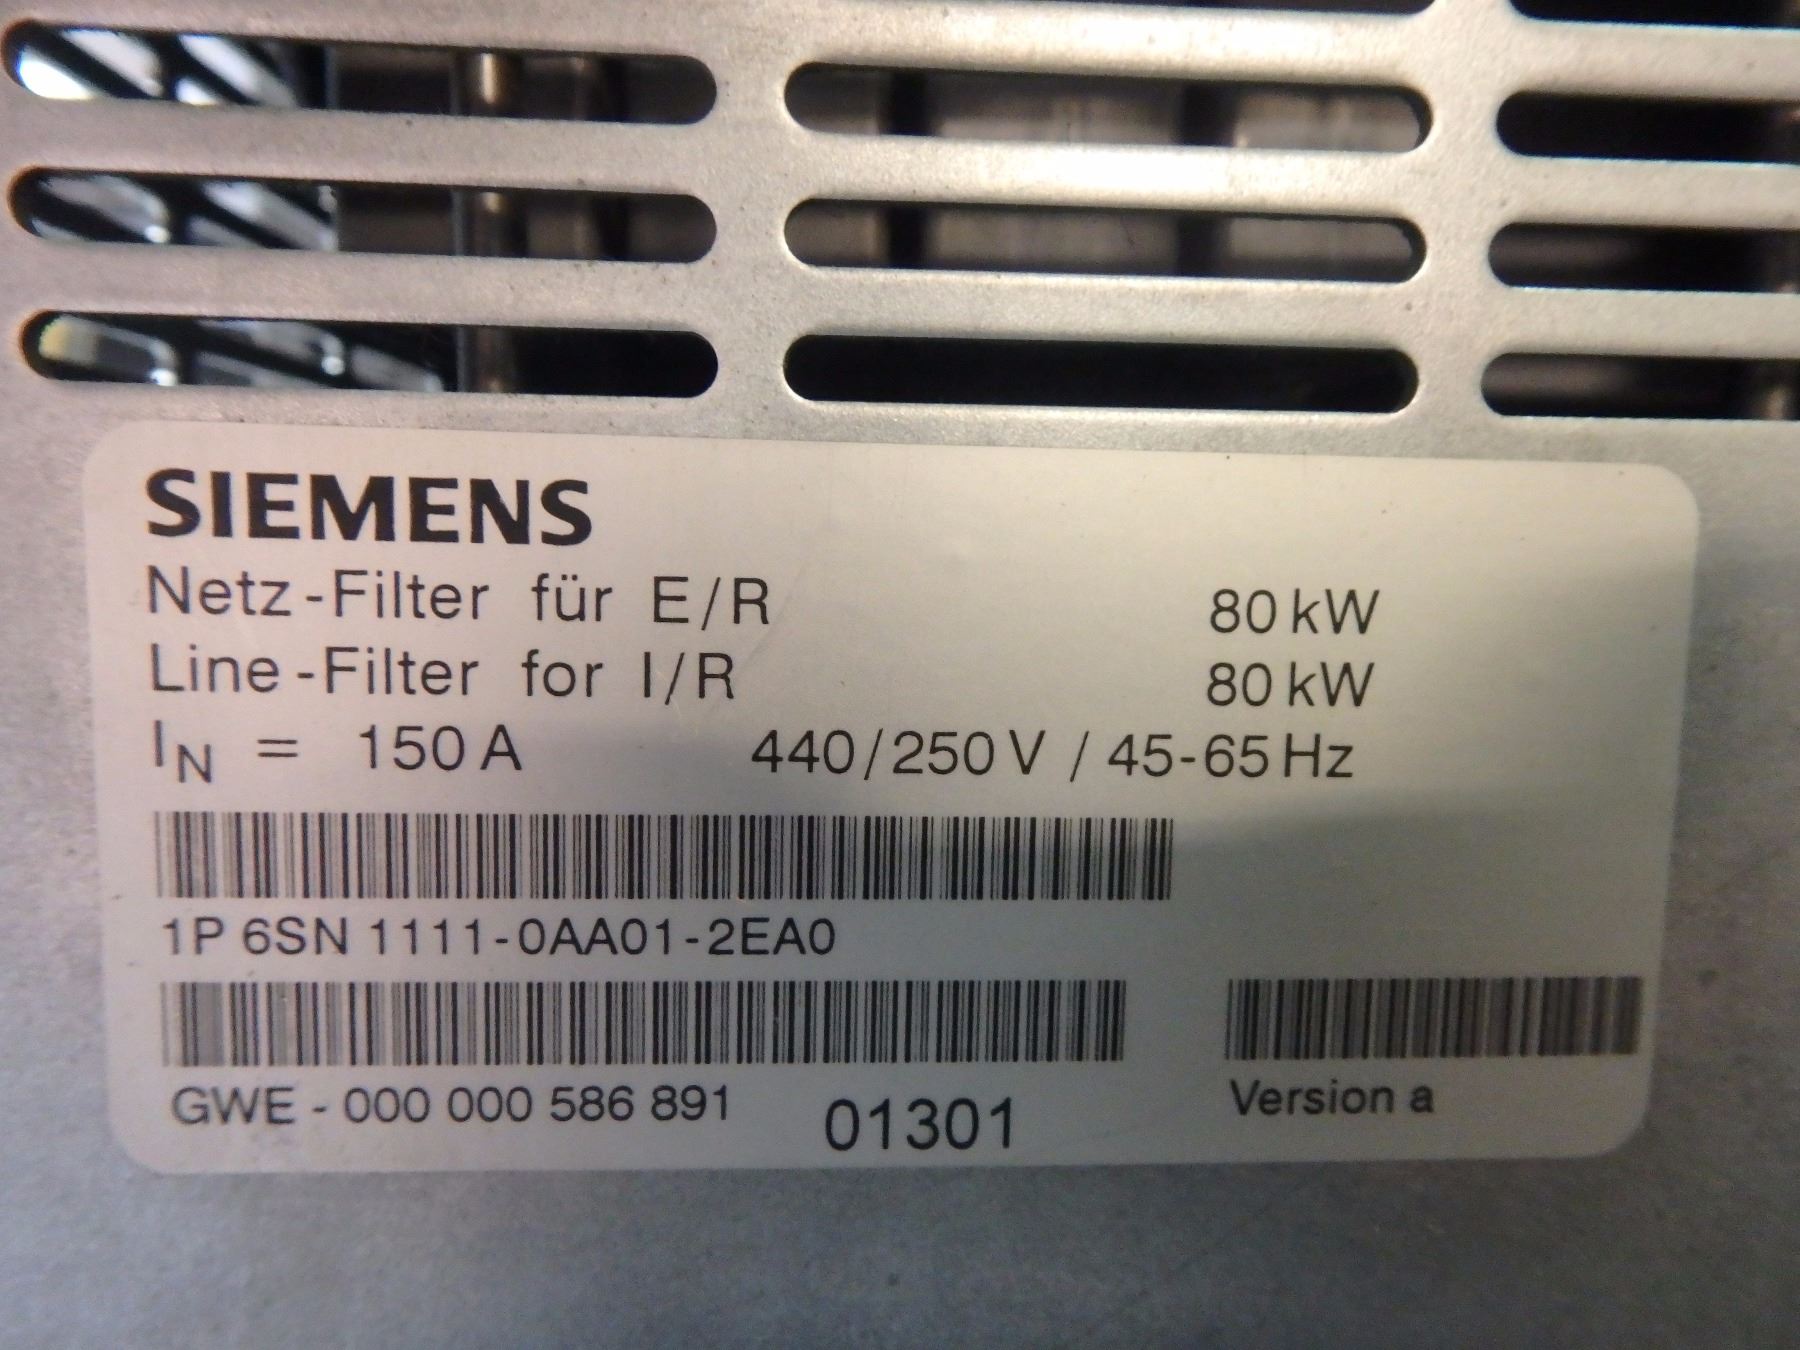 SIEMENS
Netz-Filter für E/R 80 kW
Line-Filter for I/R 80 kW
IN = 150 A 440/250 V / 45-65 Hz
1P 6SN 1111-0AA01-2EA0
GWE - 000 000 586 891 01301 Version a